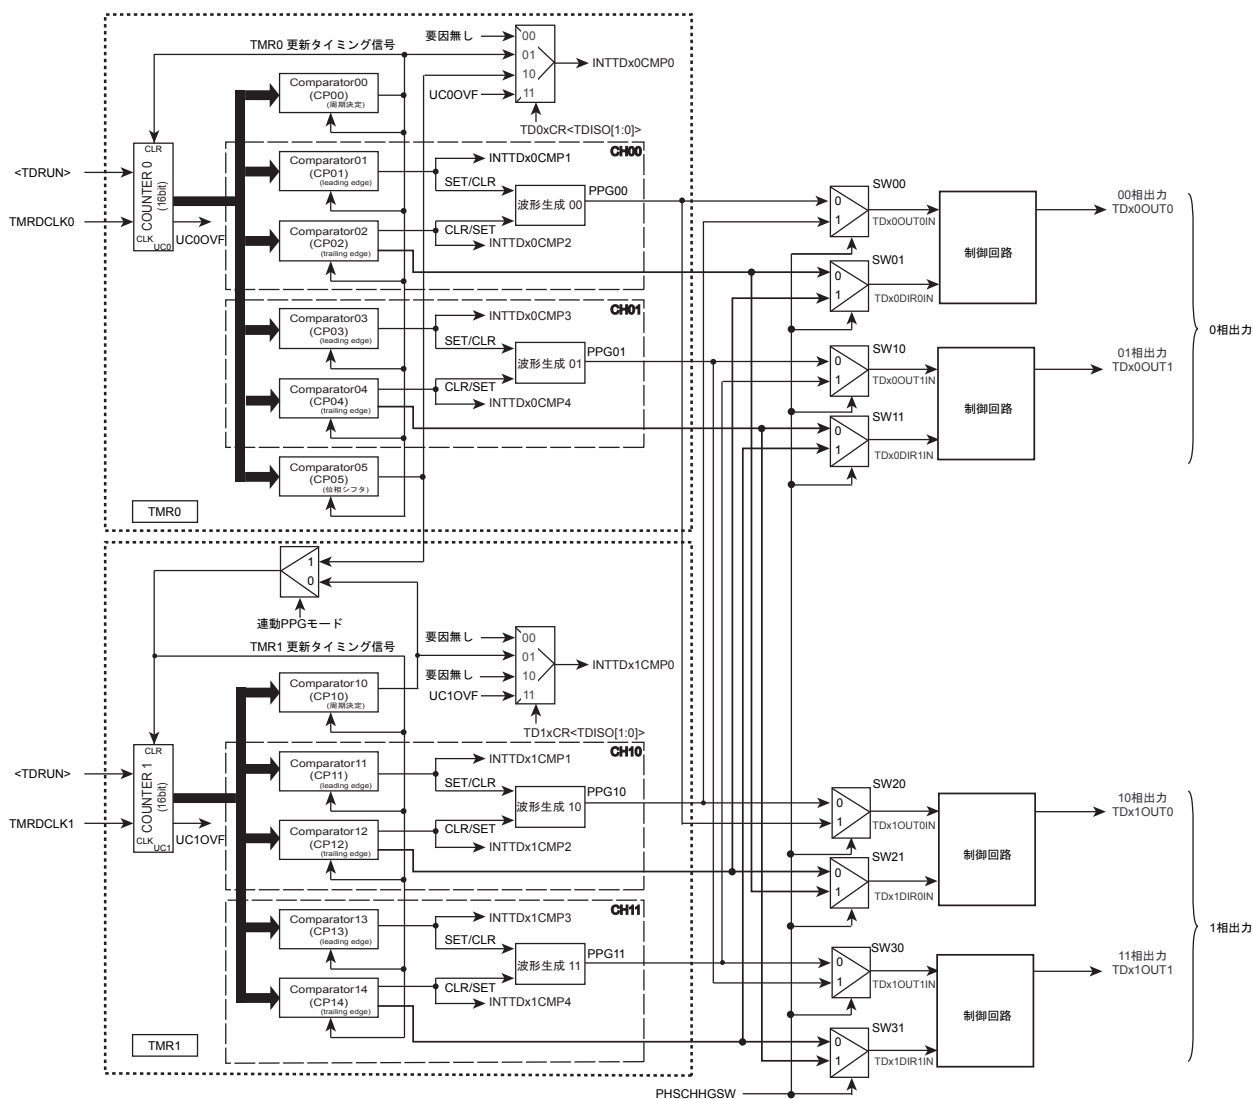 TMR0 更新タイミング信号
要因無し
00
01
10
11
UC0OVF
INTTDx0CMP0
TD0xCR<TDISO[1:0]>
Comparator00
(CP00)
(周期決定)
<TDRUN>
TMRDCLK0
CLR
COUNTER 0
(16bit)
CLK
UC0
UC0OVF
CH00
Comparator01
(CP01)
(leading edge)
INTTDx0CMP1
SET/CLR
波形生成 00
PPG00
Comparator02
(CP02)
(trailing edge)
CLR/SET
INTTDx0CMP2
CH01
Comparator03
(CP03)
(leading edge)
INTTDx0CMP3
SET/CLR
波形生成 01
PPG01
Comparator04
(CP04)
(trailing edge)
CLR/SET
INTTDx0CMP4
Comparator05
(CP05)
(位相シフタ)
TMR0
SW00
0
1
TDx0OUT0IN
SW01
0
1
TDx0DIR0IN
制御回路
00相出力
TDx0OUT0
SW10
0
1
TDx0OUT1IN
SW11
0
1
TDx0DIR1IN
制御回路
01相出力
TDx0OUT1
0相出力
1
0
連動PPGモード
TMR1 更新タイミング信号
要因無し
00
01
要因無し
10
UC1OVF
11
INTTDx1CMP0
TD1xCR<TDISO[1:0]>
Comparator10
(CP10)
(周期決定)
<TDRUN>
TMRDCLK1
CLR
COUNTER 1
(16bit)
CLK
UC1
UC1OVF
CH10
Comparator11
(CP11)
(leading edge)
INTTDx1CMP1
SET/CLR
波形生成 10
PPG10
Comparator12
(CP12)
(trailing edge)
CLR/SET
INTTDx1CMP2
CH11
Comparator13
(CP13)
(leading edge)
INTTDx1CMP3
SET/CLR
波形生成 11
PPG11
Comparator14
(CP14)
(trailing edge)
CLR/SET
INTTDx1CMP4
TMR1
SW20
0
1
TDx1OUT0IN
SW21
0
1
TDx1DIR0IN
制御回路
10相出力
TDx1OUT0
SW30
0
1
TDx1OUT1IN
SW31
0
1
TDx1DIR1IN
制御回路
11相出力
TDx1OUT1
1相出力
PHSCHHGSW